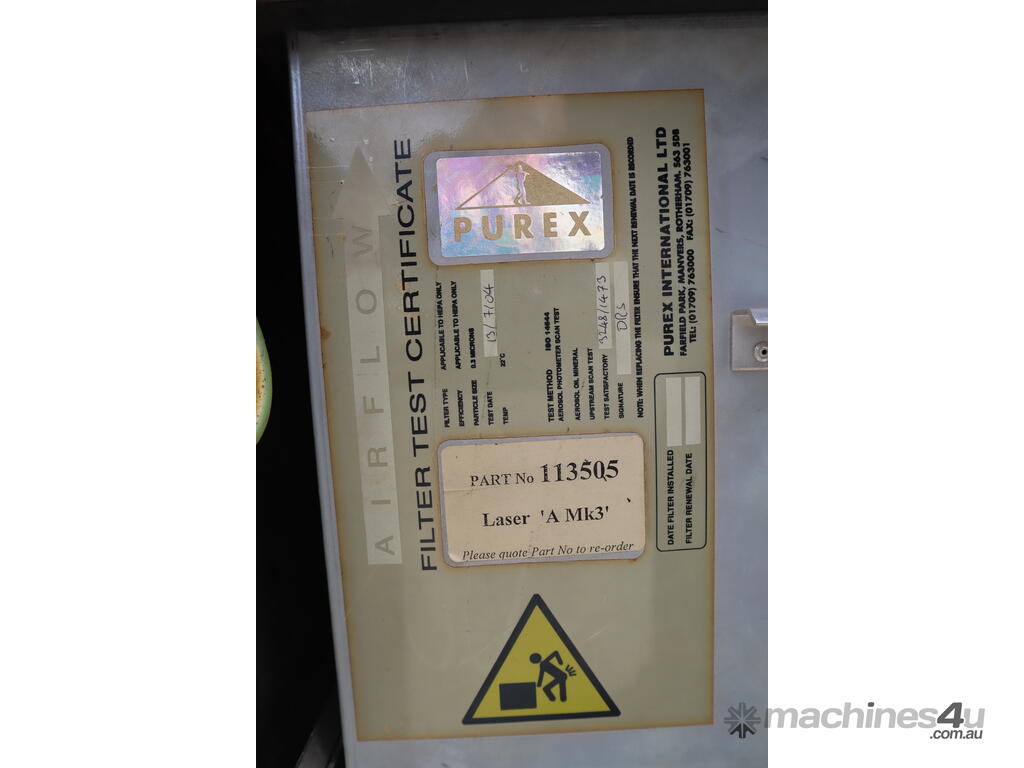 AIRFLOW
FILTER TEST CERTIFICATE
PUREX
FILTER TYPE APPLICABLE TO HEPA ONLY
EFFICIENCY APPLICABLE TO HEPA ONLY
PARTICLE SIZE 0.3 MICRONS
TEST DATE 13/7/04
TEMP 22°C
TEST METHOD ISO 14644
AEROSOL PHOTOMETER SCAN TEST
AEROSOL OIL MINERAL
UPSTREAM SCAN TEST
TEST SATISFACTORY 3248/1473
SIGNATURE DRS
NOTE: WHEN REPLACING THE FILTER ENSURE THAT THE NEXT RENEWAL DATE IS RECORDED
PUREX INTERNATIONAL LTD
FARFIELD PARK, MANVERS, ROTHERHAM. S63 5DB
TEL: (01709) 763000 FAX: (01709) 763001
DATE FILTER INSTALLED
FILTER RENEWAL DATE
PART No 113505
Laser 'A Mk3'
Please quote Part No to re-order
machines4u
.com.au